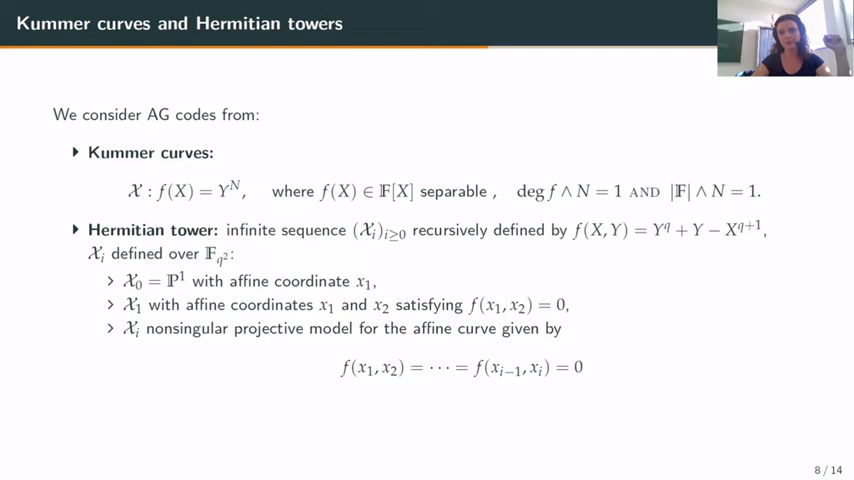 Kummer curves and Hermitian towers
We consider AG codes from:
Kummer curves:
𝒳 : f(X) = Y^N, where f(X) ∈ 𝔽[X] separable , deg f ∧ N = 1 AND |𝔽| ∧ N = 1.
Hermitian tower: infinite sequence (𝒳_i)_{i≥0} recursively defined by f(X, Y) = Y^q + Y − X^{q+1},
𝒳_i defined over 𝔽_{q^2}:
𝒳_0 = ℙ^1 with affine coordinate x_1,
𝒳_1 with affine coordinates x_1 and x_2 satisfying f(x_1, x_2) = 0,
𝒳_i nonsingular projective model for the affine curve given by
f(x_1, x_2) = ⋯ = f(x_{i−1}, x_i) = 0
8 / 14